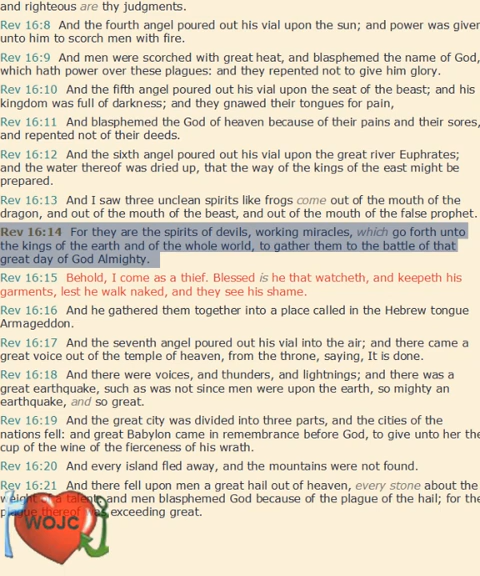 and righteous are thy judgments.
Rev 16:8 And the fourth angel poured out his vial upon the sun; and power was given
unto him to scorch men with fire.
Rev 16:9 And men were scorched with great heat, and blasphemed the name of God,
which hath power over these plagues: and they repented not to give him glory.
Rev 16:10 And the fifth angel poured out his vial upon the seat of the beast; and his
kingdom was full of darkness; and they gnawed their tongues for pain,
Rev 16:11 And blasphemed the God of heaven because of their pains and their sores,
and repented not of their deeds.
Rev 16:12 And the sixth angel poured out his vial upon the great river Euphrates;
and the water thereof was dried up, that the way of the kings of the east might be
prepared.
Rev 16:13 And I saw three unclean spirits like frogs come out of the mouth of the
dragon, and out of the mouth of the beast, and out of the mouth of the false prophet.
Rev 16:14 For they are the spirits of devils, working miracles, which go forth unto
the kings of the earth and of the whole world, to gather them to the battle of that
great day of God Almighty.
Rev 16:15 Behold, I come as a thief. Blessed is he that watcheth, and keepeth his
garments, lest he walk naked, and they see his shame.
Rev 16:16 And he gathered them together into a place called in the Hebrew tongue
Armageddon.
Rev 16:17 And the seventh angel poured out his vial into the air; and there came a
great voice out of the temple of heaven, from the throne, saying, It is done.
Rev 16:18 And there were voices, and thunders, and lightnings; and there was a
great earthquake, such as was not since men were upon the earth, so mighty an
earthquake, and so great.
Rev 16:19 And the great city was divided into three parts, and the cities of the
nations fell: and great Babylon came in remembrance before God, to give unto her the
cup of the wine of the fierceness of his wrath.
Rev 16:20 And every island fled away, and the mountains were not found.
Rev 16:21 And there fell upon men a great hail out of heaven, every stone about the
weight a talent: and men blasphemed God because of the plague of the hail; for the
plague thereof was exceeding great.
WOJC